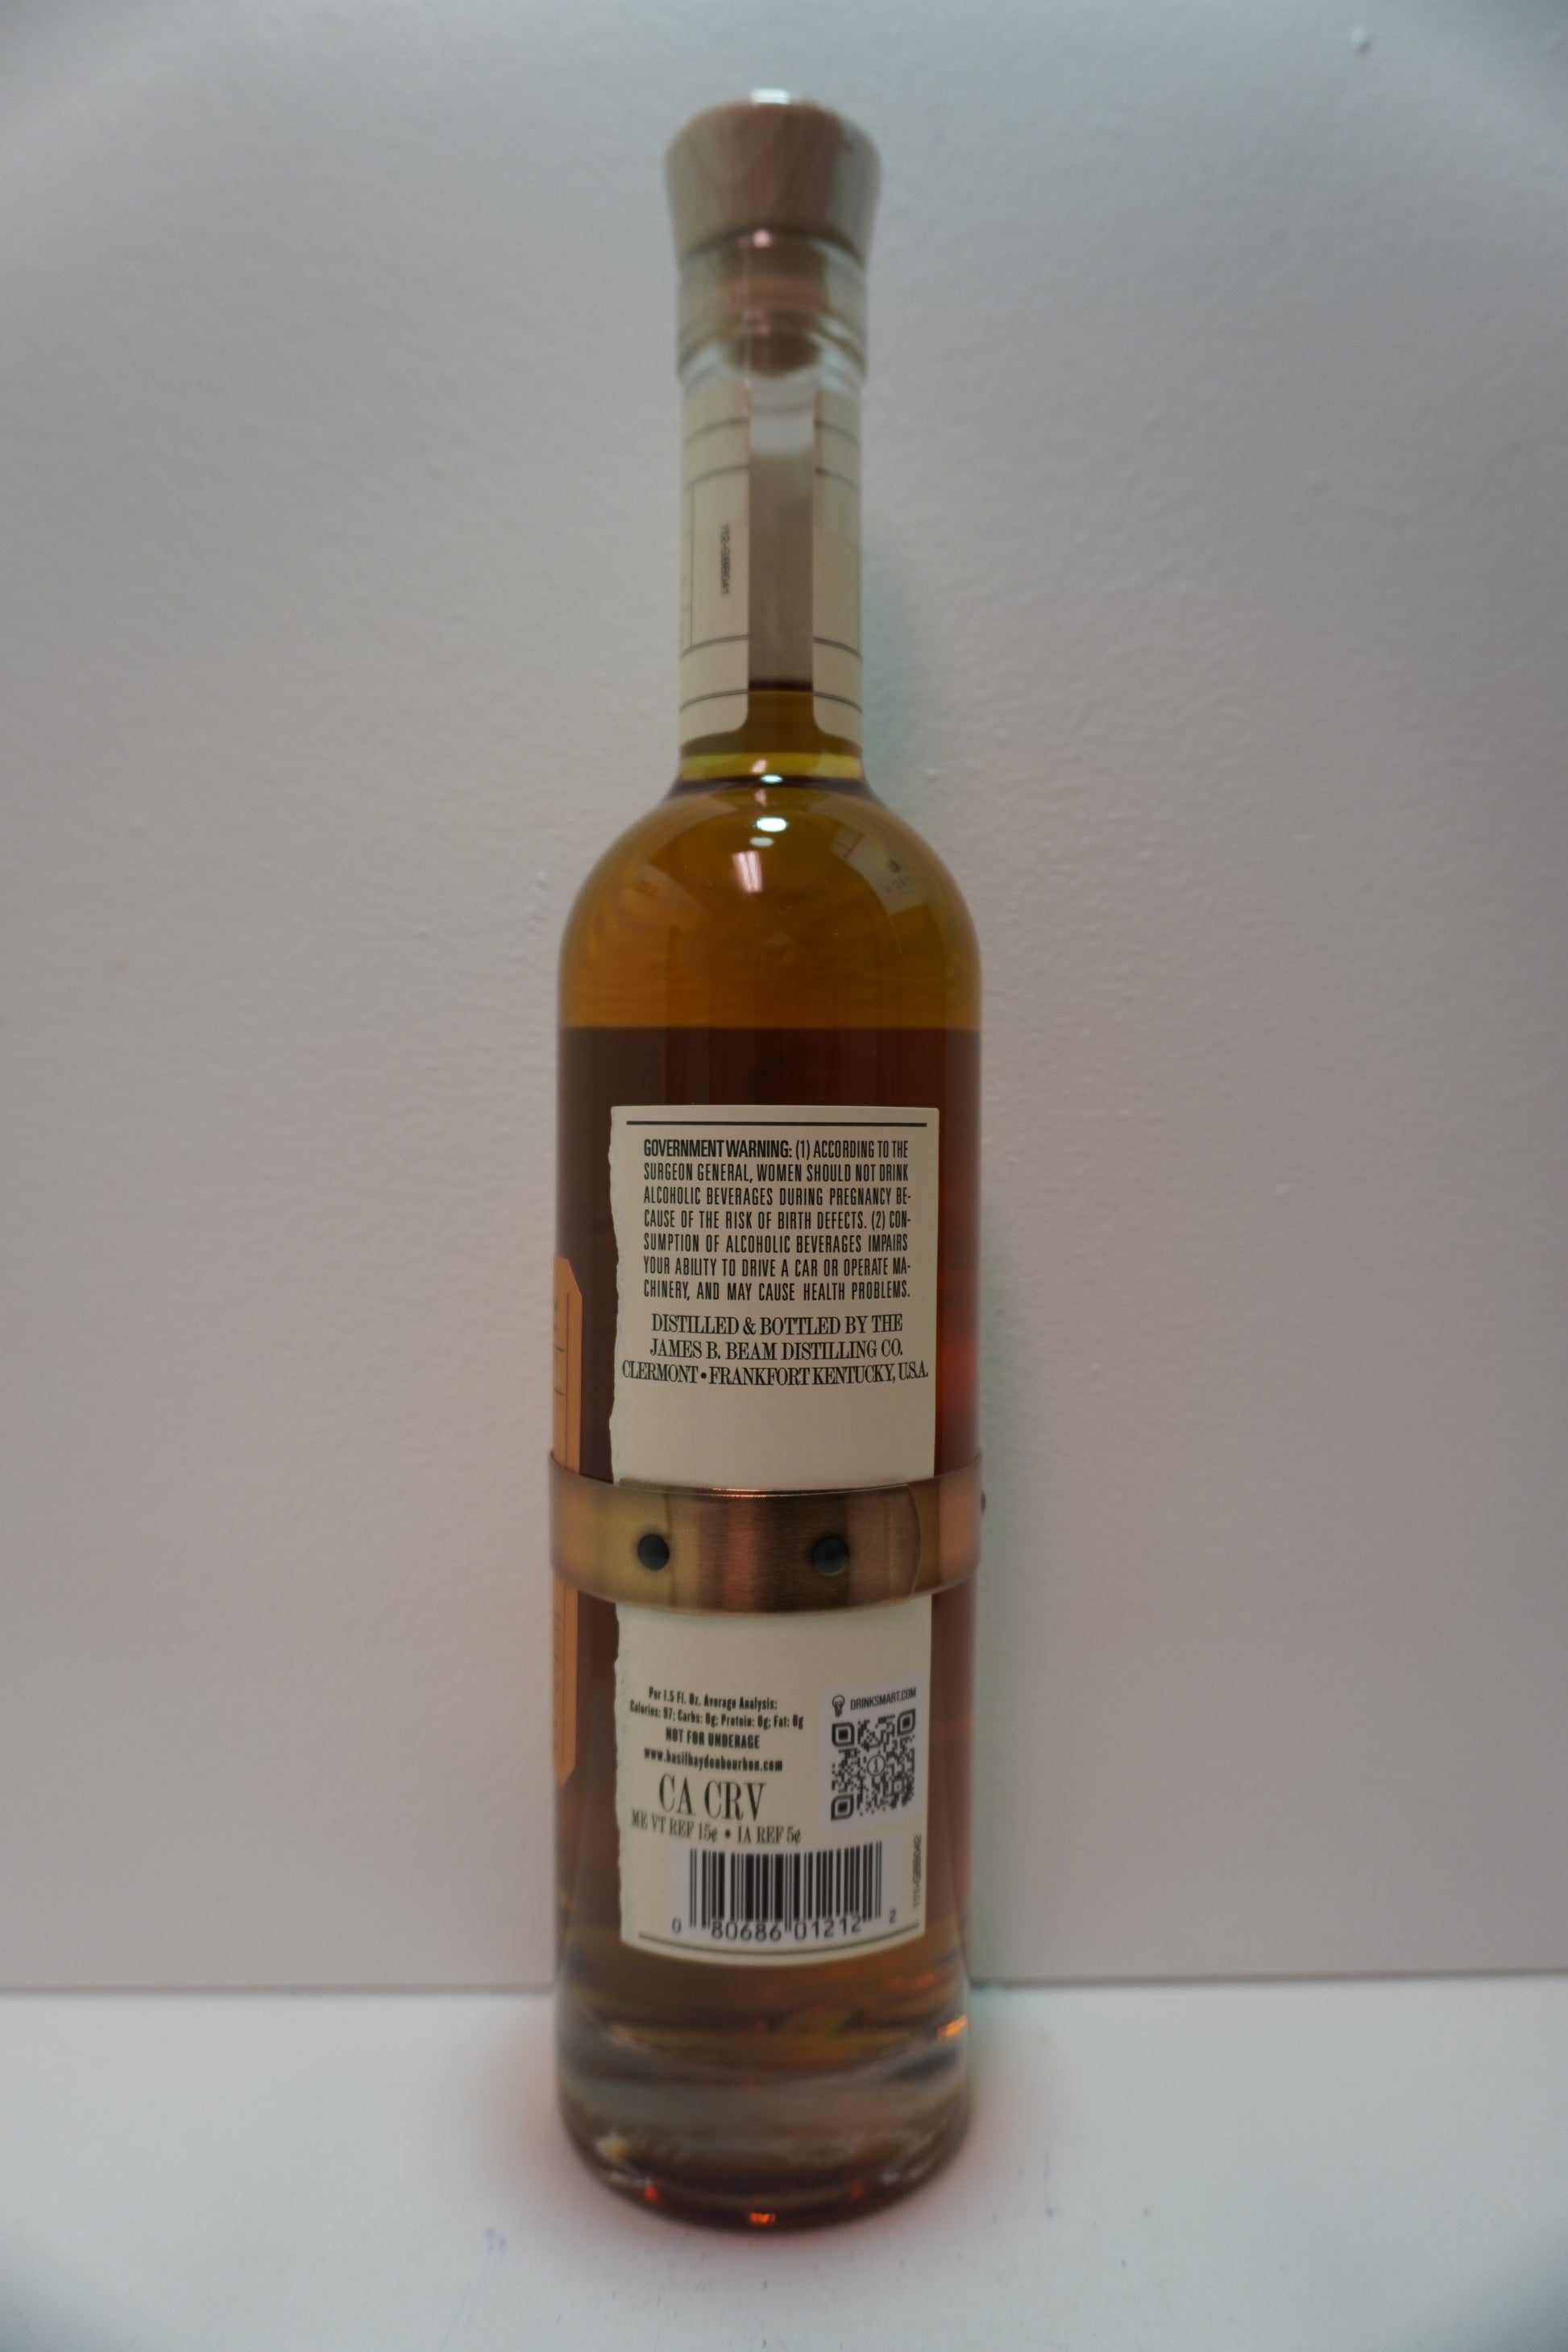 GOVERNMENT WARNING: (1) ACCORDING TO THE
SURGEON GENERAL, WOMEN SHOULD NOT DRINK
ALCOHOLIC BEVERAGES DURING PREGNANCY BE-
CAUSE OF THE RISK OF BIRTH DEFECTS. (2) CON-
SUMPTION OF ALCOHOLIC BEVERAGES IMPAIRS
YOUR ABILITY TO DRIVE A CAR OR OPERATE MA-
CHINERY, AND MAY CAUSE HEALTH PROBLEMS.
DISTILLED & BOTTLED BY THE
JAMES B. BEAM DISTILLING CO.
CLERMONT • FRANKFORT KENTUCKY, U.S.A.
Per 1.5 Fl. Oz. Average Analysis:
Calories: 97; Carbs: 0g; Protein: 0g; Fat: 0g
NOT FOR UNDERAGE
www.basilhaydenbourbon.com
CA CRV
ME VT REF 15¢ • IA REF 5¢
DRINKSMART.COM
0 80686 01212 2